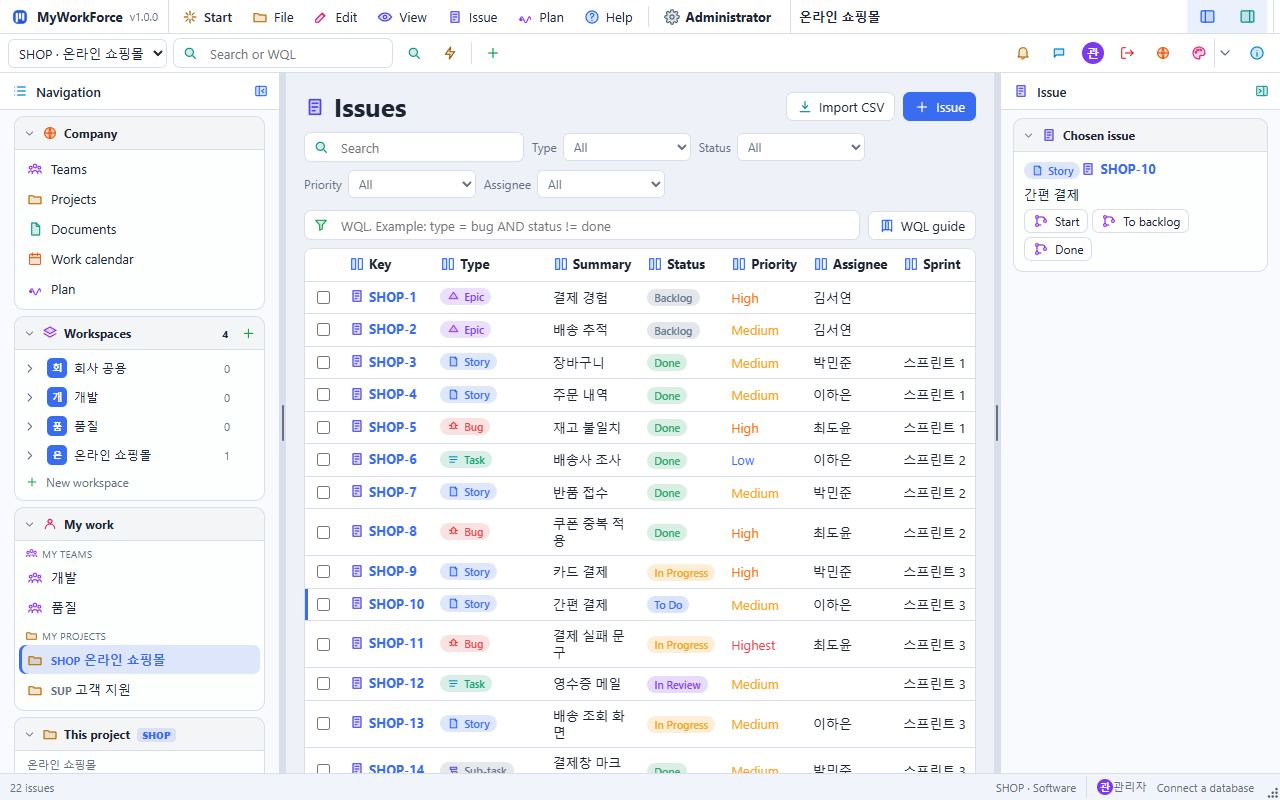 MyWorkForce v1.0.0 Start File Edit View Issue Plan Help Administrator 온라인 쇼핑몰
SHOP · 온라인 쇼핑몰 Search or WQL 관
Navigation
Company
Teams
Projects
Documents
Work calendar
Plan
Workspaces 4
회 회사 공용 0
개 개발 0
품 품질 0
온 온라인 쇼핑몰 1
New workspace
My work
MY TEAMS
개발
품질
MY PROJECTS
SHOP 온라인 쇼핑몰
SUP 고객 지원
This project SHOP
온라인 쇼핑몰
Issues Import CSV Issue
Search Type All Status All
Priority All Assignee All
WQL. Example: type = bug AND status != done WQL guide
Key Type Summary Status Priority Assignee Sprint
SHOP-1 Epic 결제 경험 Backlog High 김서연
SHOP-2 Epic 배송 추적 Backlog Medium 김서연
SHOP-3 Story 장바구니 Done Medium 박민준 스프린트 1
SHOP-4 Story 주문 내역 Done Medium 이하은 스프린트 1
SHOP-5 Bug 재고 불일치 Done High 최도윤 스프린트 1
SHOP-6 Task 배송사 조사 Done Low 이하은 스프린트 2
SHOP-7 Story 반품 접수 Done Medium 박민준 스프린트 2
SHOP-8 Bug 쿠폰 중복 적
용 Done High 최도윤 스프린트 2
SHOP-9 Story 카드 결제 In Progress High 박민준 스프린트 3
SHOP-10 Story 간편 결제 To Do Medium 이하은 스프린트 3
SHOP-11 Bug 결제 실패 문
구 In Progress Highest 최도윤 스프린트 3
SHOP-12 Task 영수증 메일 In Review Medium 스프린트 3
SHOP-13 Story 배송 조회 화
면 In Progress Medium 이하은 스프린트 3
SHOP-14 Sub-task 결제창 마크 Done Medium 박민준 스프린트 3
Issue
Chosen issue
Story SHOP-10
간편 결제
Start To backlog
Done
22 issues SHOP · Software 관 관리자 Connect a database